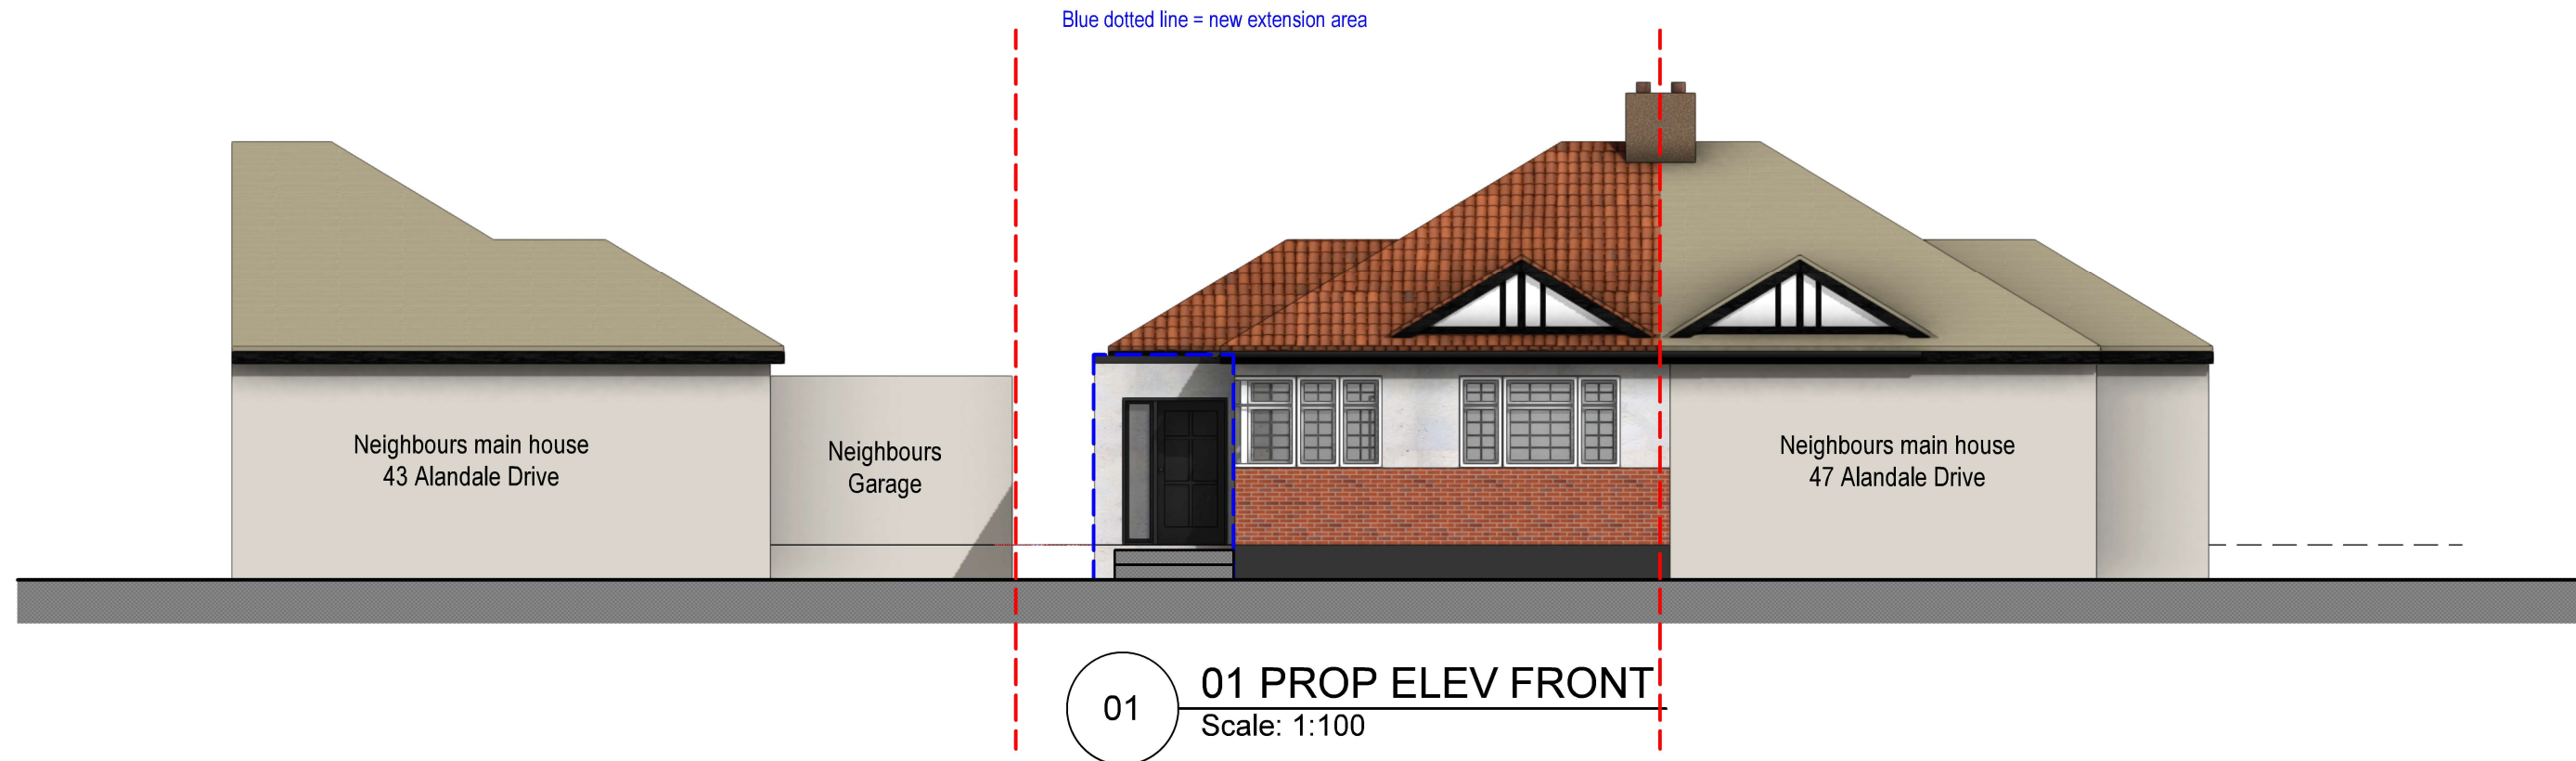 Blue dotted line = new extension area
Neighbours main house
43 Alandale Drive
Neighbours
Garage
Neighbours main house
47 Alandale Drive
01
01 PROP ELEV FRONT
Scale: 1:100